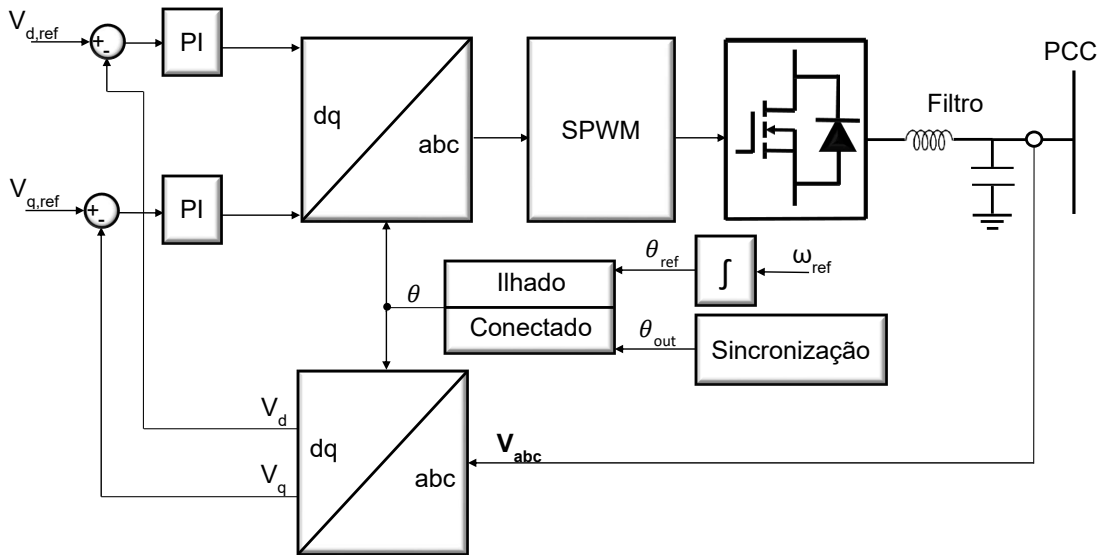 V_d,ref
+
-
PI
dq
abc
SPWM
Filtro
PCC
V_q,ref
+
-
PI
θ_ref
∫
ω_ref
Ilhado
θ
Conectado
θ_out
Sincronização
V_d
dq
V_abc
abc
V_q